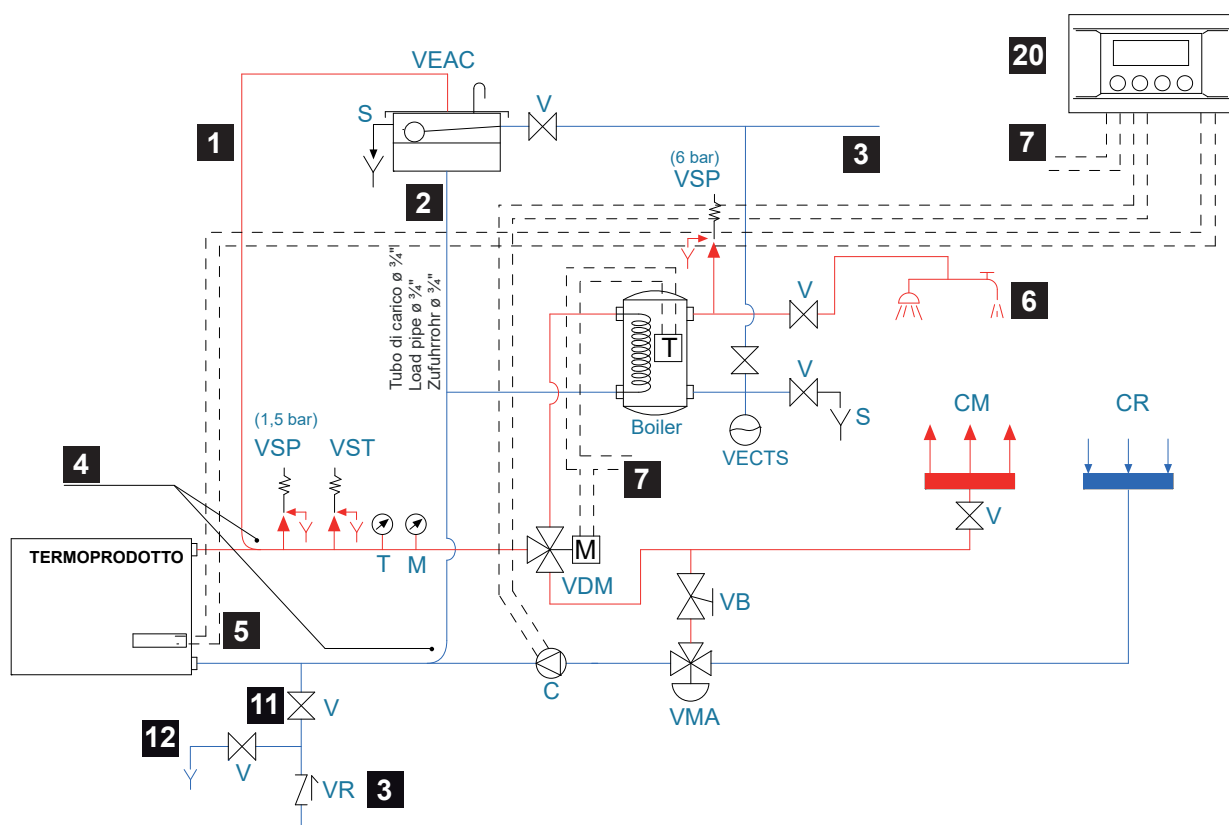 20
VEAC
S
V
1
3
7
(6 bar)
VSP
2
Tubo di carico ø ¾"
Load pipe ø ¾"
Zufuhrrohr ø ¾"
V
6
T
V
S
Boiler
VECTS
CM
CR
(1,5 bar)
VSP
VST
4
7
V
TERMOPRODOTTO
T
M
M
VDM
VB
5
C
VMA
11
V
12
V
VR
3